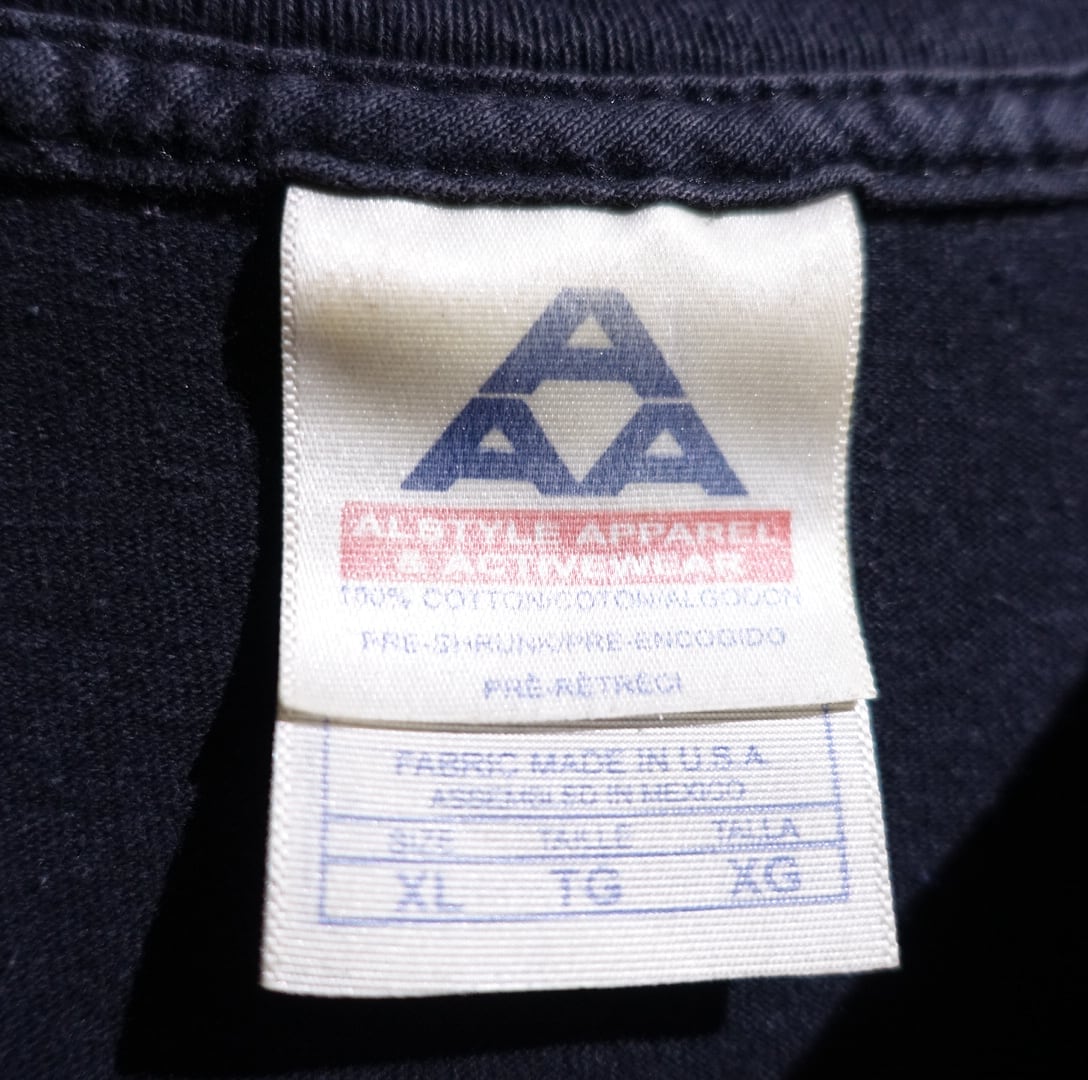 A
A A
ALSTYLE APPAREL
& ACTIVEWEAR
100% COTTON/COTON/ALGODON
PRE-SHRUNK/PRE-ENCOGIDO
PRÉ-RÉTRÉCI
FABRIC MADE IN U.S.A.
ASSEMBLED IN MEXICO
SIZE TAILLE TALLA
XL TG XG